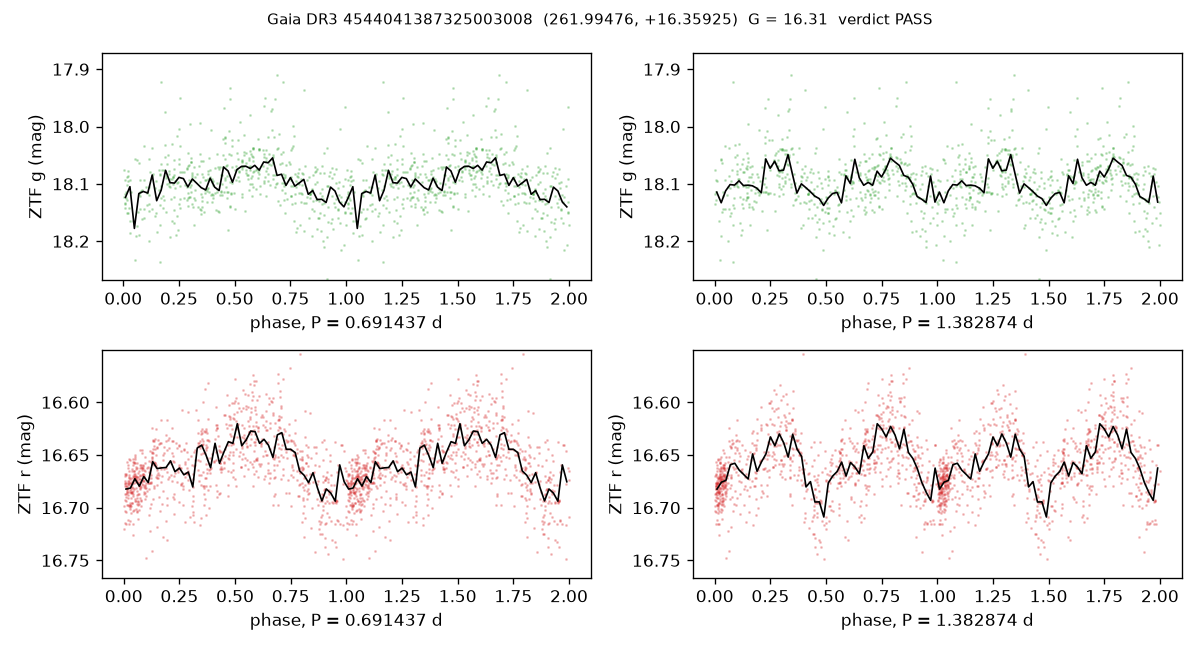 Gaia DR3 4544041387325003008  (261.99476, +16.35925)  G = 16.31  verdict PASS
ZTF g (mag)
17.9
18.0
18.1
18.2
0.00 0.25 0.50 0.75 1.00 1.25 1.50 1.75 2.00
phase, P = 0.691437 d
ZTF g (mag)
17.9
18.0
18.1
18.2
0.00 0.25 0.50 0.75 1.00 1.25 1.50 1.75 2.00
phase, P = 1.382874 d
ZTF r (mag)
16.60
16.65
16.70
16.75
0.00 0.25 0.50 0.75 1.00 1.25 1.50 1.75 2.00
phase, P = 0.691437 d
ZTF r (mag)
16.60
16.65
16.70
16.75
0.00 0.25 0.50 0.75 1.00 1.25 1.50 1.75 2.00
phase, P = 1.382874 d